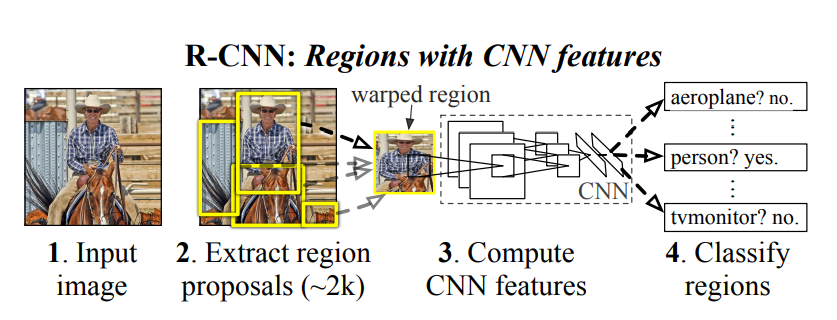 R-CNN: Regions with CNN features
warped region
aeroplane? no.
person? yes.
tvmonitor? no.
CNN
1. Input
image
2. Extract region
proposals (~2k)
3. Compute
CNN features
4. Classify
regions